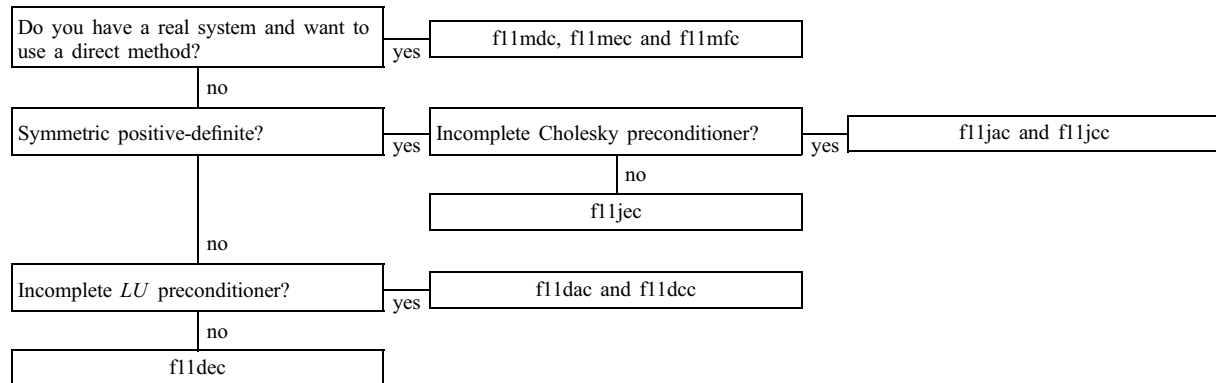 Do you have a real system and want to
use a direct method?
yes
f11mdc, f11mec and f11mfc
no
Symmetric positive-definite?
yes
Incomplete Cholesky preconditioner?
yes
f11jac and f11jcc
no
f11jec
no
Incomplete LU preconditioner?
yes
f11dac and f11dcc
no
f11dec